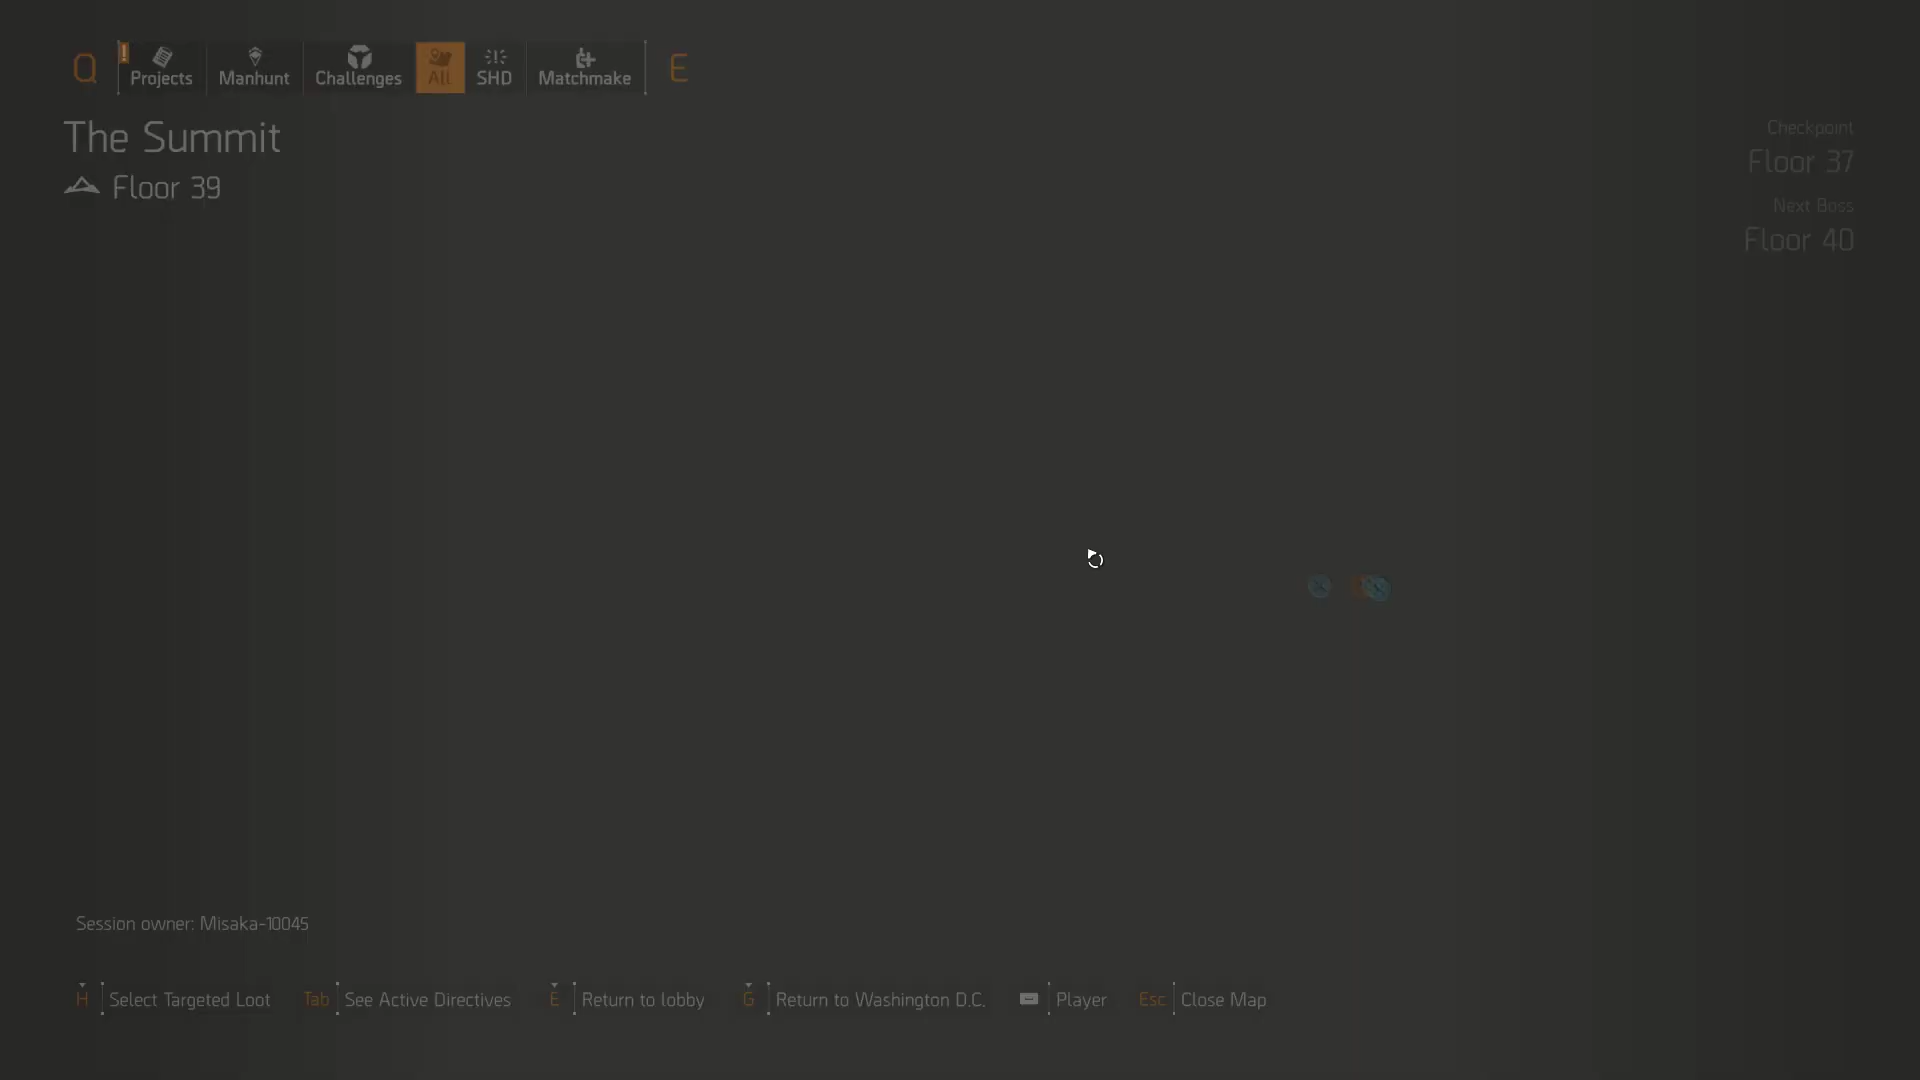 Q
! Projects
Manhunt
Challenges
All
SHD
Matchmake
E
The Summit
Floor 39
Checkpoint
Floor 37
Next Boss
Floor 40
Session owner: Misaka-10045
H Select Targeted Loot
Tab See Active Directives
E Return to lobby
G Return to Washington D.C.
Player
Esc Close Map